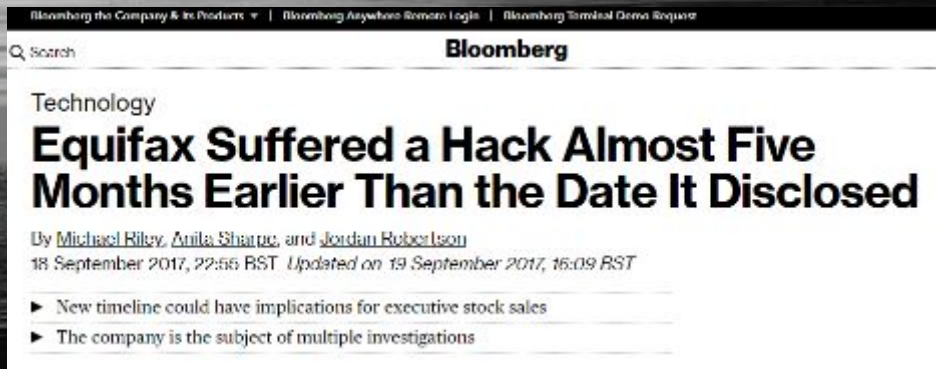 Bloomberg the Company & Its Products ▾ | Bloomberg Anywhere Remote Login | Bloomberg Terminal Demo Request
Search
Bloomberg
Technology
Equifax Suffered a Hack Almost Five
Months Earlier Than the Date It Disclosed
By Michael Riley, Anita Sharpe, and Jordan Robertson
18 September 2017, 22:55 BST Updated on 19 September 2017, 16:09 BST
► New timeline could have implications for executive stock sales
► The company is the subject of multiple investigations